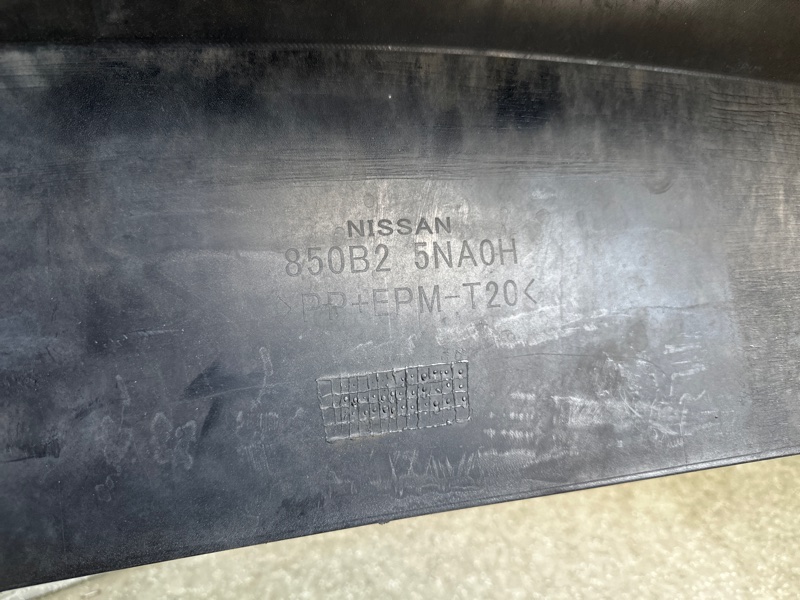 NISSAN
850B2 5NA0H
>PP+EPM-T20<